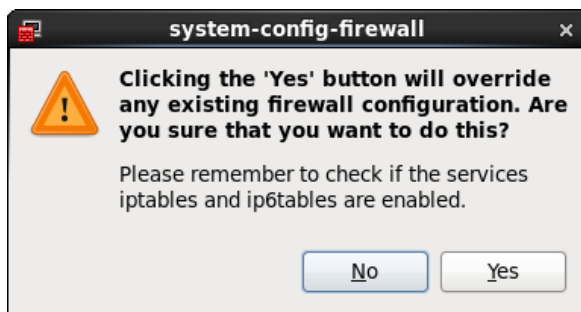 system-config-firewall
Clicking the 'Yes' button will override
any existing firewall configuration. Are
you sure that you want to do this?
Please remember to check if the services
iptables and ip6tables are enabled.
No
Yes